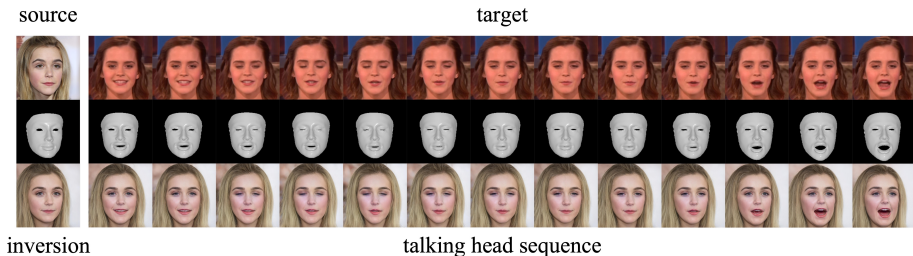 source
target
inversion
talking head sequence